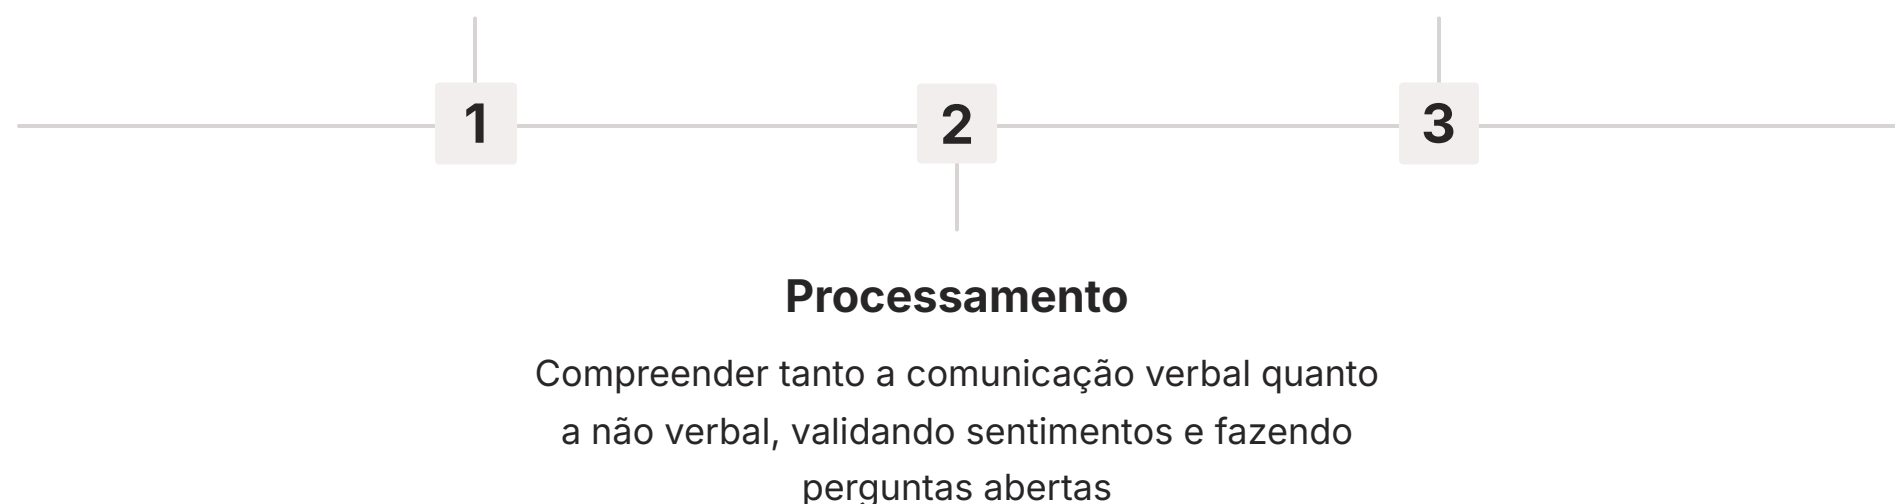 1
2
3
Processamento
Compreender tanto a comunicação verbal quanto
a não verbal, validando sentimentos e fazendo
perguntas abertas